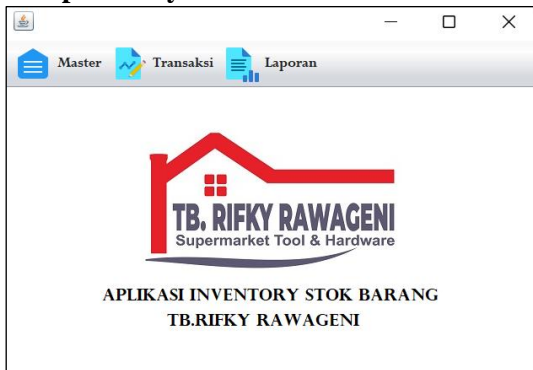 Master Transaksi Laporan
TB. RIFKY RAWAGENI
Supermarket Tool & Hardware
APLIKASI INVENTORY STOK BARANG
TB.RIFKY RAWAGENI